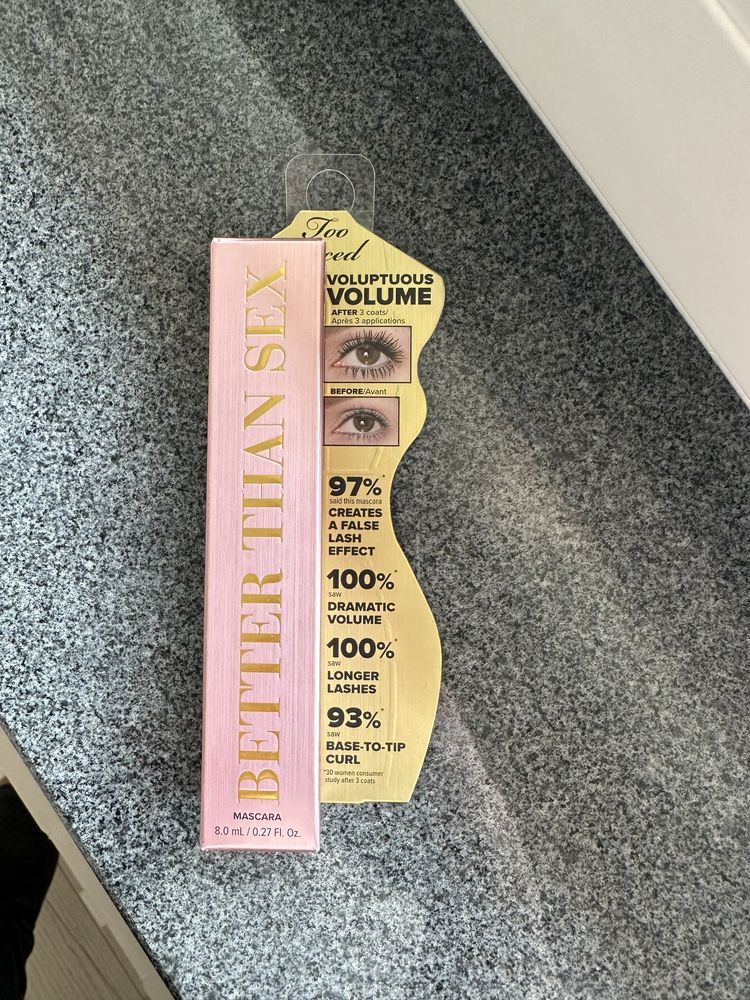 Too
ced
VOLUPTUOUS
VOLUME
AFTER 3 coats/
Après 3 applications
BEFORE/Avant
97%*
said this mascara
CREATES
A FALSE
LASH
EFFECT
100%*
saw
DRAMATIC
VOLUME
100%*
saw
LONGER
LASHES
93%*
saw
BASE-TO-TIP
CURL
*30 women consumer
study after 3 coats
BETTER THAN SEX
MASCARA
8.0 mL / 0.27 Fl. Oz.